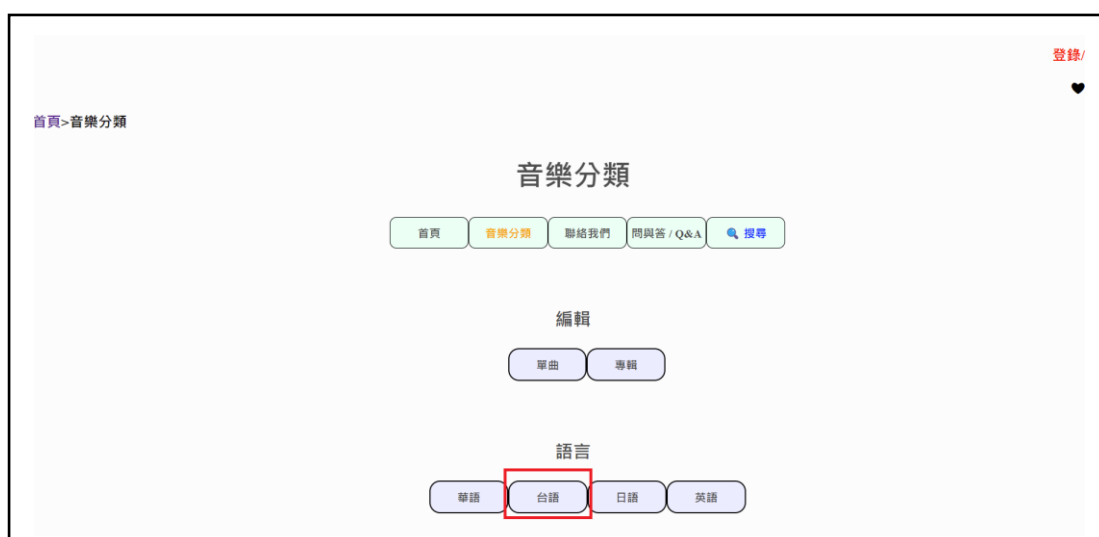 登錄/
首頁>音樂分類
音樂分類
首頁 音樂分類 聯絡我們 問與答 / Q&A 搜尋
編輯
單曲 專輯
語言
華語 台語 日語 英語